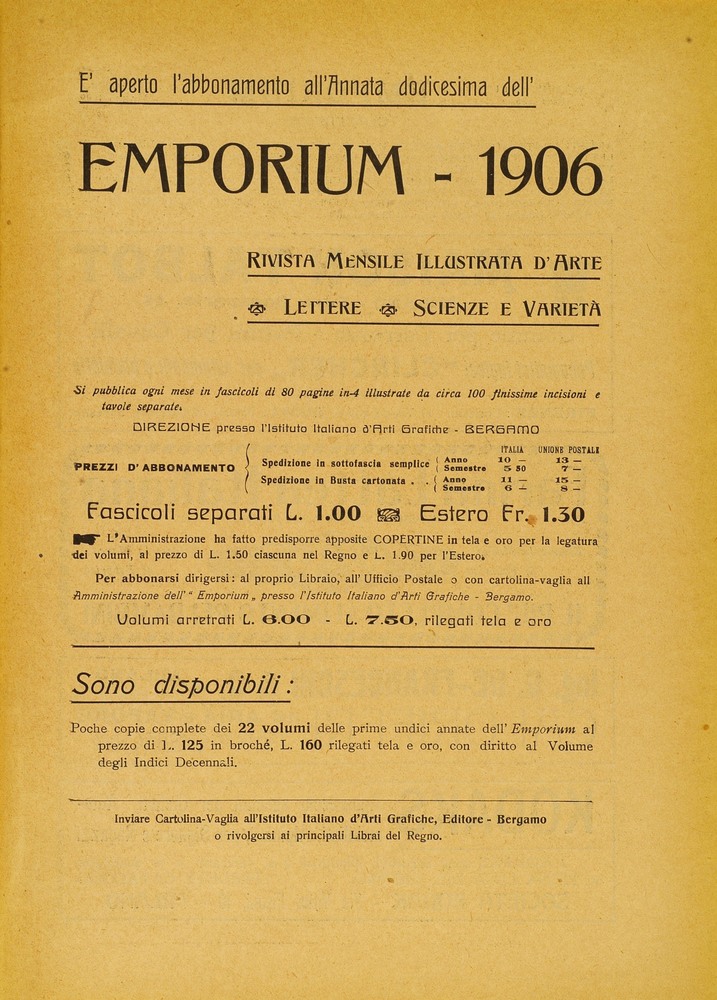 E' aperto l'abbonamento all'Annata dodicesima dell'
EMPORIUM - 1906
RIVISTA MENSILE ILLUSTRATA D'ARTE
LETTERE SCIENZE E VARIETÀ
Si pubblica ogni mese in fascicoli di 80 pagine in-4 illustrate da circa 100 finissime incisioni e
tavole separate.
DIREZIONE presso l'Istituto Italiano d'Arti Grafiche - BERGAMO
ITALIA UNIONE POSTALE
PREZZI D'ABBONAMENTO
Spedizione in sottofascia semplice { Anno 10 — 13 —
Semestre 5 50 7 —
Spedizione in Busta cartonata . . { Anno 11 — 15 —
Semestre 6 — 8 —
Fascicoli separati L. 1.00 Estero Fr. 1.30
L'Amministrazione ha fatto predisporre apposite COPERTINE in tela e oro per la legatura
dei volumi, al prezzo di L. 1.50 ciascuna nel Regno e L. 1.90 per l'Estero.
Per abbonarsi dirigersi: al proprio Libraio, all' Ufficio Postale o con cartolina-vaglia all
Amministrazione dell' " Emporium „ presso l'Istituto Italiano d'Arti Grafiche - Bergamo.
Volumi arretrati L. 6.00 - L. 7.50, rilegati tela e oro
Sono disponibili :
Poche copie complete dei 22 volumi delle prime undici annate dell' Emporium al
prezzo di L. 125 in broché, L. 160 rilegati tela e oro, con diritto al Volume
degli Indici Decennali.
Inviare Cartolina-Vaglia all'Istituto Italiano d'Arti Grafiche, Editore - Bergamo
o rivolgersi ai principali Librai del Regno.